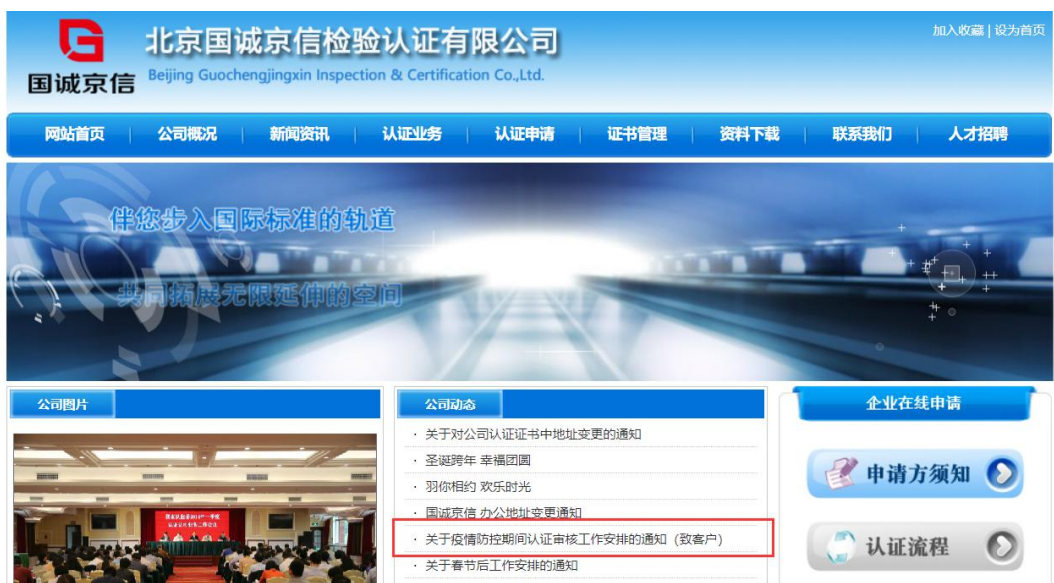 加入收藏 | 设为首页
北京国诚京信检验认证有限公司
Beijing Guochengjingxin Inspection & Certification Co.,Ltd.
国诚京信
网站首页 公司概况 新闻资讯 认证业务 认证申请 证书管理 资料下载 联系我们 人才招聘
伴您步入国际标准的轨道
共同拓展无限延伸的空间
公司图片
公司动态
企业在线申请
· 关于对公司认证证书中地址变更的通知
· 圣诞跨年 幸福团圆
· 羽你相约 欢乐时光
· 国诚京信 办公地址变更通知
· 关于疫情防控期间认证审核工作安排的通知（致客户）
· 关于春节后工作安排的通知
申请方须知
认证流程